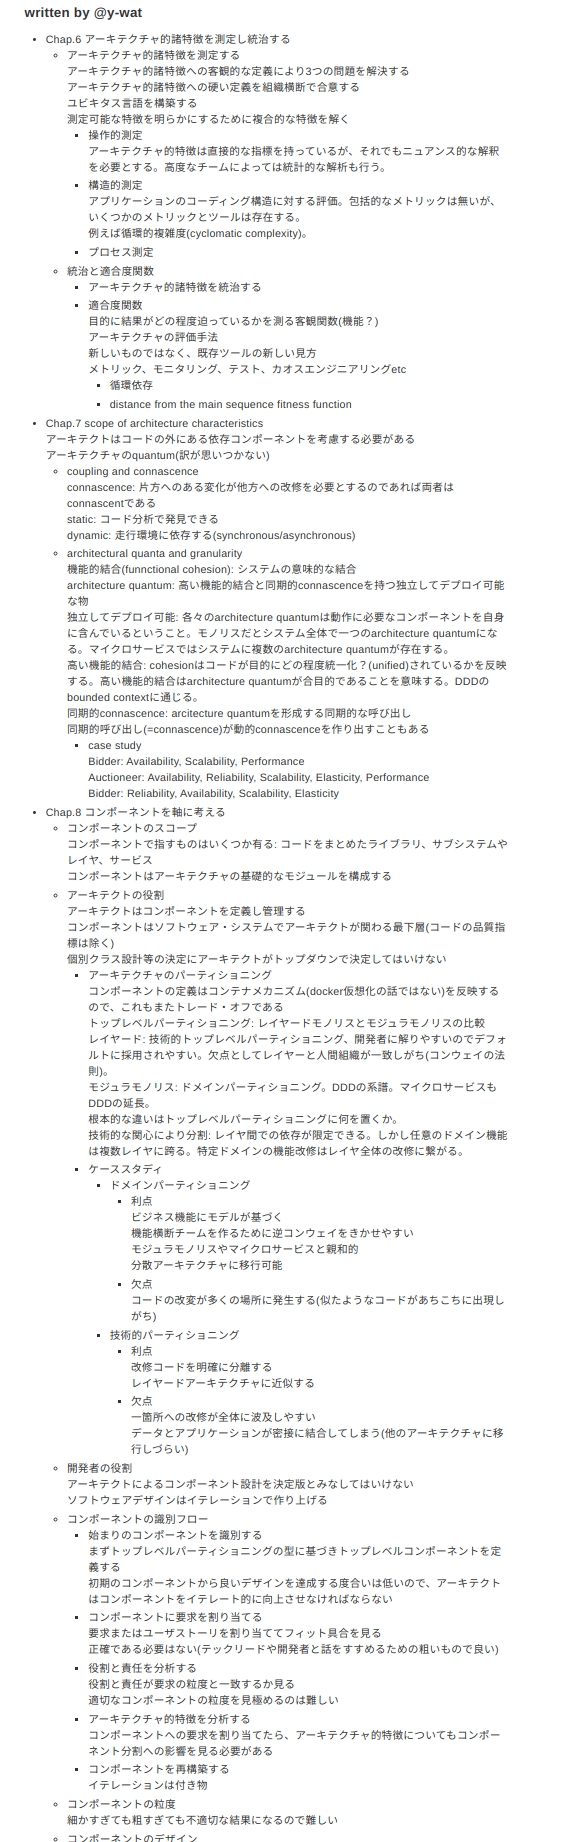 written by @y-wat
Chap.6 アーキテクチャ的諸特徴を測定し統治する
アーキテクチャ的諸特徴を測定する
アーキテクチャ的諸特徴への客観的な定義により3つの問題を解決する
アーキテクチャ的諸特徴への硬い定義を組織横断で合意する
ユビキタス言語を構築する
測定可能な特徴を明らかにするために複合的な特徴を解く
操作的測定
アーキテクチャ的特徴は直接的な指標を持っているが、それでもニュアンス的な解釈
を必要とする。高度なチームによっては統計的な解析も行う。
構造的測定
アプリケーションのコーディング構造に対する評価。包括的なメトリックは無いが、
いくつかのメトリックとツールは存在する。
例えば循環的複雑度(cyclomatic complexity)。
プロセス測定
統治と適合度関数
アーキテクチャ的諸特徴を統治する
適合度関数
目的に結果がどの程度迫っているかを測る客観関数(機能？)
アーキテクチャの評価手法
新しいものではなく、既存ツールの新しい見方
メトリック、モニタリング、テスト、カオスエンジニアリングetc
循環依存
distance from the main sequence fitness function
Chap.7 scope of architecture characteristics
アーキテクトはコードの外にある依存コンポーネントを考慮する必要がある
アーキテクチャのquantum(訳が思いつかない)
coupling and connascence
connascence: 片方へのある変化が他方への改修を必要とするのであれば両者は
connascentである
static: コード分析で発見できる
dynamic: 走行環境に依存する(synchronous/asynchronous)
architectural quanta and granularity
機能的結合(funnctional cohesion): システムの意味的な結合
architecture quantum: 高い機能的結合と同期的connascenceを持つ独立してデプロイ可能
な物
独立してデプロイ可能: 各々のarchitecture quantumは動作に必要なコンポーネントを自身
に含んでいるということ。モノリスだとシステム全体で一つのarchitecture quantumにな
る。マイクロサービスではシステムに複数のarchitecture quantumが存在する。
高い機能的結合: cohesionはコードが目的にどの程度統一化？(unified)されているかを反映
する。高い機能的結合はarchitecture quantumが合目的であることを意味する。DDDの
bounded contextに通じる。
同期的connascence: arcitecture quantumを形成する同期的な呼び出し
同期的呼び出し(=connascence)が動的connascenceを作り出すこともある
case study
Bidder: Availability, Scalability, Performance
Auctioneer: Availability, Reliability, Scalability, Elasticity, Performance
Bidder: Reliability, Availability, Scalability, Elasticity
Chap.8 コンポーネントを軸に考える
コンポーネントのスコープ
コンポーネントで指すものはいくつか有る: コードをまとめたライブラリ、サブシステムや
レイヤ、サービス
コンポーネントはアーキテクチャの基礎的なモジュールを構成する
アーキテクトの役割
アーキテクトはコンポーネントを定義し管理する
コンポーネントはソフトウェア・システムでアーキテクトが関わる最下層(コードの品質指
標は除く)
個別クラス設計等の決定にアーキテクトがトップダウンで決定してはいけない
アーキテクチャのパーティショニング
コンポーネントの定義はコンテナメカニズム(docker仮想化の話ではない)を反映する
ので、これもまたトレード・オフである
トップレベルパーティショニング: レイヤードモノリスとモジュラモノリスの比較
レイヤード: 技術的トップレベルパーティショニング、開発者に解りやすいのでデフォ
ルトに採用されやすい。欠点としてレイヤーと人間組織が一致しがち(コンウェイの法
則)。
モジュラモノリス: ドメインパーティショニング。DDDの系譜。マイクロサービスも
DDDの延長。
根本的な違いはトップレベルパーティショニングに何を置くか。
技術的な関心により分割: レイヤ間での依存が限定できる。しかし任意のドメイン機能
は複数レイヤに跨る。特定ドメインの機能改修はレイヤ全体の改修に繋がる。
ケーススタディ
ドメインパーティショニング
利点
ビジネス機能にモデルが基づく
機能横断チームを作るために逆コンウェイをきかせやすい
モジュラモノリスやマイクロサービスと親和的
分散アーキテクチャに移行可能
欠点
コードの改変が多くの場所に発生する(似たようなコードがあちこちに出現し
がち)
技術的パーティショニング
利点
改修コードを明確に分離する
レイヤードアーキテクチャに近似する
欠点
一箇所への改修が全体に波及しやすい
データとアプリケーションが密接に結合してしまう(他のアーキテクチャに移
行しづらい)
開発者の役割
アーキテクトによるコンポーネント設計を決定版とみなしてはいけない
ソフトウェアデザインはイテレーションで作り上げる
コンポーネントの識別フロー
始まりのコンポーネントを識別する
まずトップレベルパーティショニングの型に基づきトップレベルコンポーネントを定
義する
初期のコンポーネントから良いデザインを達成する度合いは低いので、アーキテクト
はコンポーネントをイテレート的に向上させなければならない
コンポーネントに要求を割り当てる
要求またはユーザストーリを割り当ててフィット具合を見る
正確である必要はない(テックリードや開発者と話をすすめるための粗いもので良い)
役割と責任を分析する
役割と責任が要求の粒度と一致するか見る
適切なコンポーネントの粒度を見極めるのは難しい
アーキテクチャ的特徴を分析する
コンポーネントへの要求を割り当てたら、アーキテクチャ的特徴についてもコンポー
ネント分割への影響を見る必要がある
コンポーネントを再構築する
イテレーションは付き物
コンポーネントの粒度
細かすぎても粗すぎても不適切な結果になるので難しい
コンポーネントのデザイン